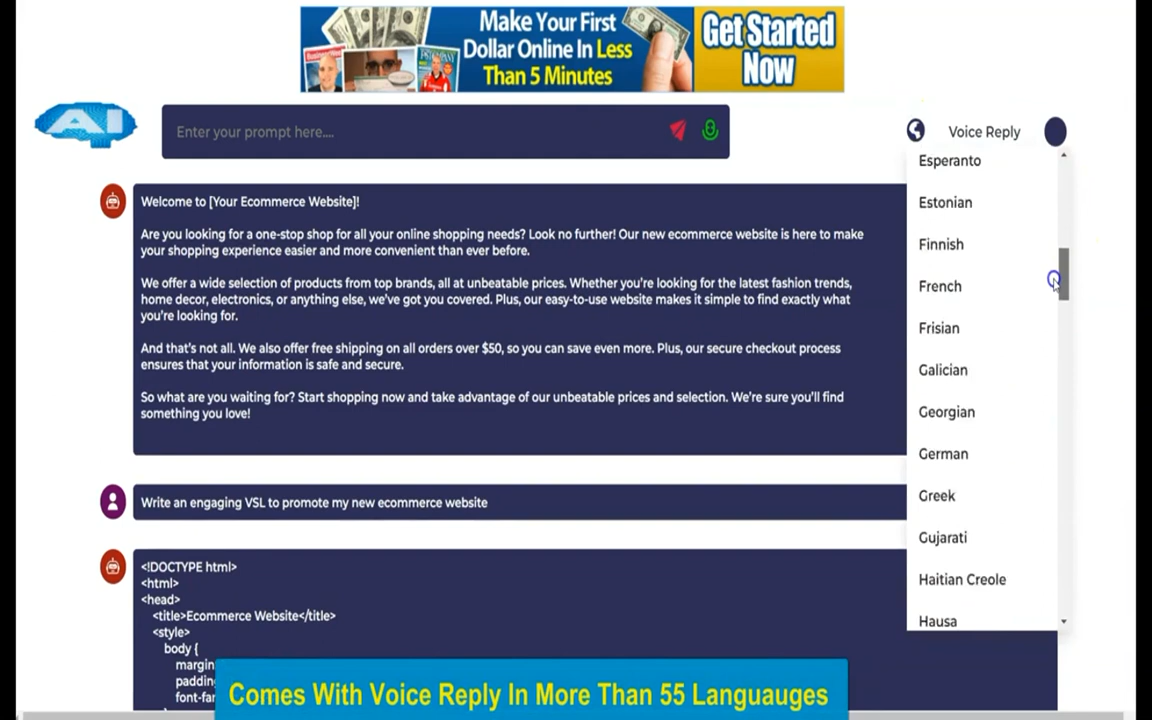 Make Your First
Dollar Online In Less
Than 5 Minutes
Get Started
Now
AI
Enter your prompt here....
Voice Reply
Esperanto
Estonian
Finnish
French
Frisian
Galician
Georgian
German
Greek
Gujarati
Haitian Creole
Hausa
Welcome to [Your Ecommerce Website]!
Are you looking for a one-stop shop for all your online shopping needs? Look no further! Our new ecommerce website is here to make
your shopping experience easier and more convenient than ever before.
We offer a wide selection of products from top brands, all at unbeatable prices. Whether you're looking for the latest fashion trends,
home decor, electronics, or anything else, we've got you covered. Plus, our easy-to-use website makes it simple to find exactly what
you're looking for.
And that's not all. We also offer free shipping on all orders over $50, so you can save even more. Plus, our secure checkout process
ensures that your information is safe and secure.
So what are you waiting for? Start shopping now and take advantage of our unbeatable prices and selection. We're sure you'll find
something you love!
Write an engaging VSL to promote my new ecommerce website
<!DOCTYPE html>
<html>
<head>
<title>Ecommerce Website</title>
<style>
body {
margin
padding
font-far
Comes With Voice Reply In More Than 55 Languauges